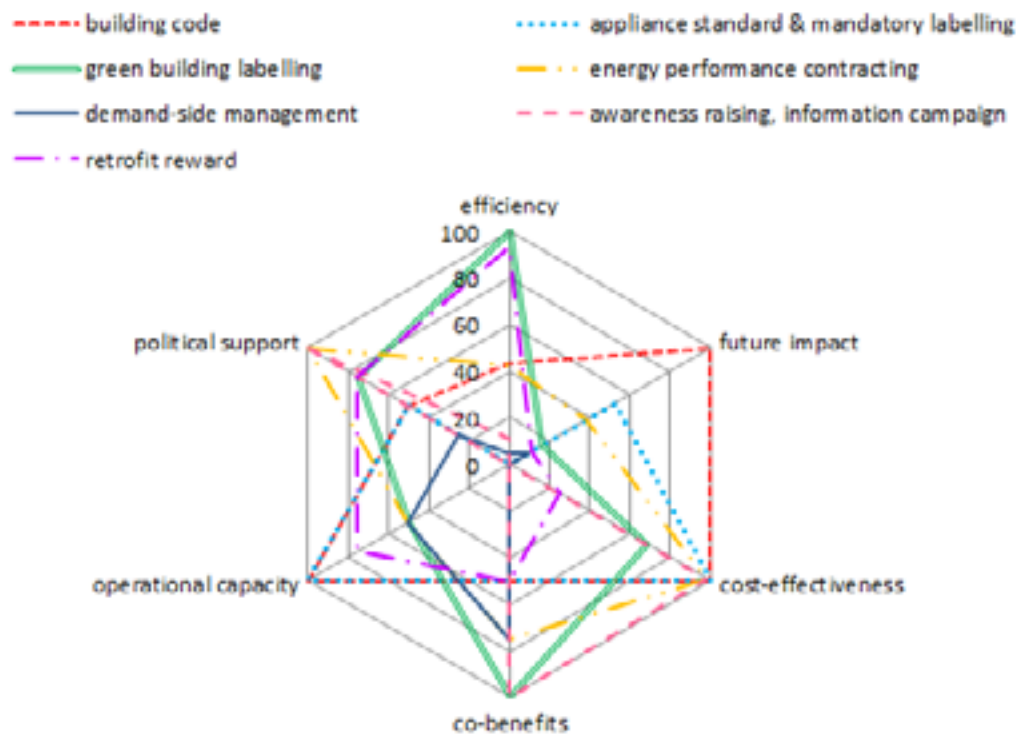 building code
appliance standard & mandatory labelling
green building labelling
energy performance contracting
demand-side management
awareness raising, information campaign
retrofit reward
efficiency
100
80
60
40
20
0
political support
future impact
operational capacity
cost-effectiveness
co-benefits